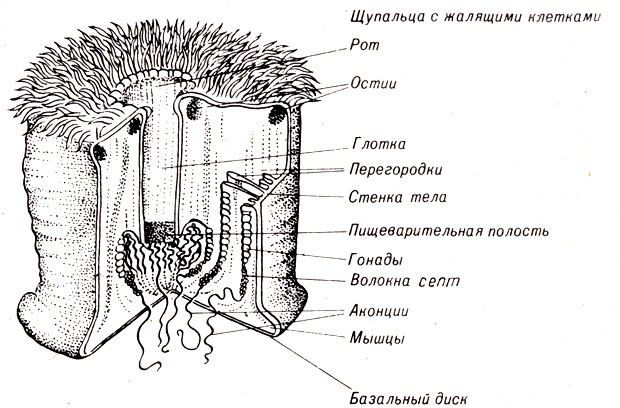 Щупальца с жалящими клетками
Рот
Остии
Глотка
Перегородки
Стенка тела
Пищеварительная полость
Гонады
Волокна септ
Аконции
Мышцы
Базальный диск